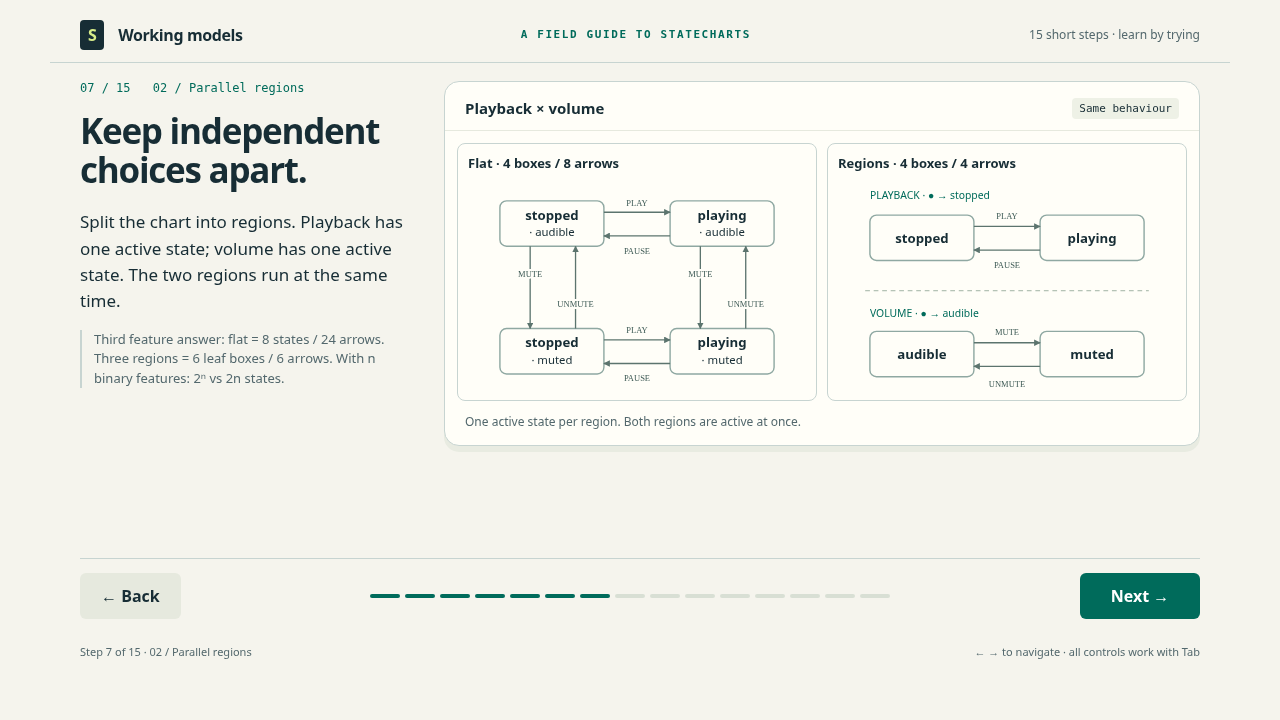 S Working models
A FIELD GUIDE TO STATECHARTS
15 short steps · learn by trying
07 / 15 02 / Parallel regions
Keep independent
choices apart.
Split the chart into regions. Playback has
one active state; volume has one active
state. The two regions run at the same
time.
Third feature answer: flat = 8 states / 24 arrows.
Three regions = 6 leaf boxes / 6 arrows. With n
binary features: 2ⁿ vs 2n states.
Playback × volume
Same behaviour
Flat · 4 boxes / 8 arrows
stopped
· audible
PLAY
PAUSE
playing
· audible
MUTE
UNMUTE
MUTE
UNMUTE
stopped
· muted
PLAY
PAUSE
playing
· muted
Regions · 4 boxes / 4 arrows
PLAYBACK · ● → stopped
stopped
PLAY
PAUSE
playing
VOLUME · ● → audible
audible
MUTE
UNMUTE
muted
One active state per region. Both regions are active at once.
← Back
Next →
Step 7 of 15 · 02 / Parallel regions
← → to navigate · all controls work with Tab